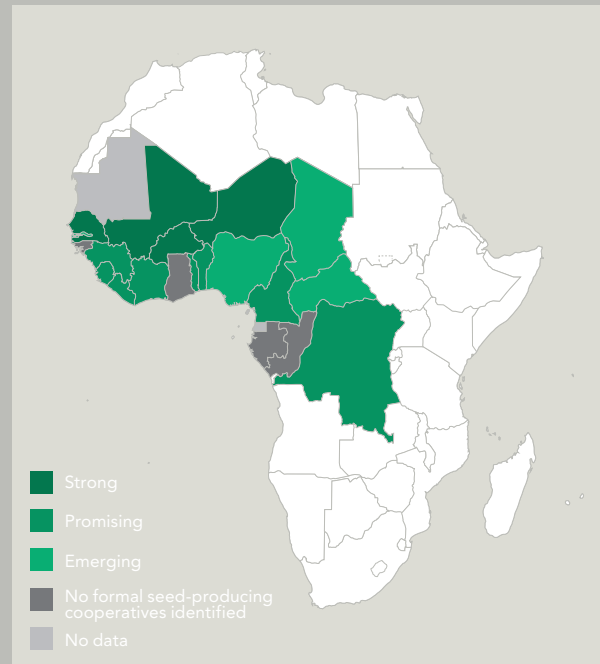 Strong
Promising
Emerging
No formal seed-producing
cooperatives identified
No data